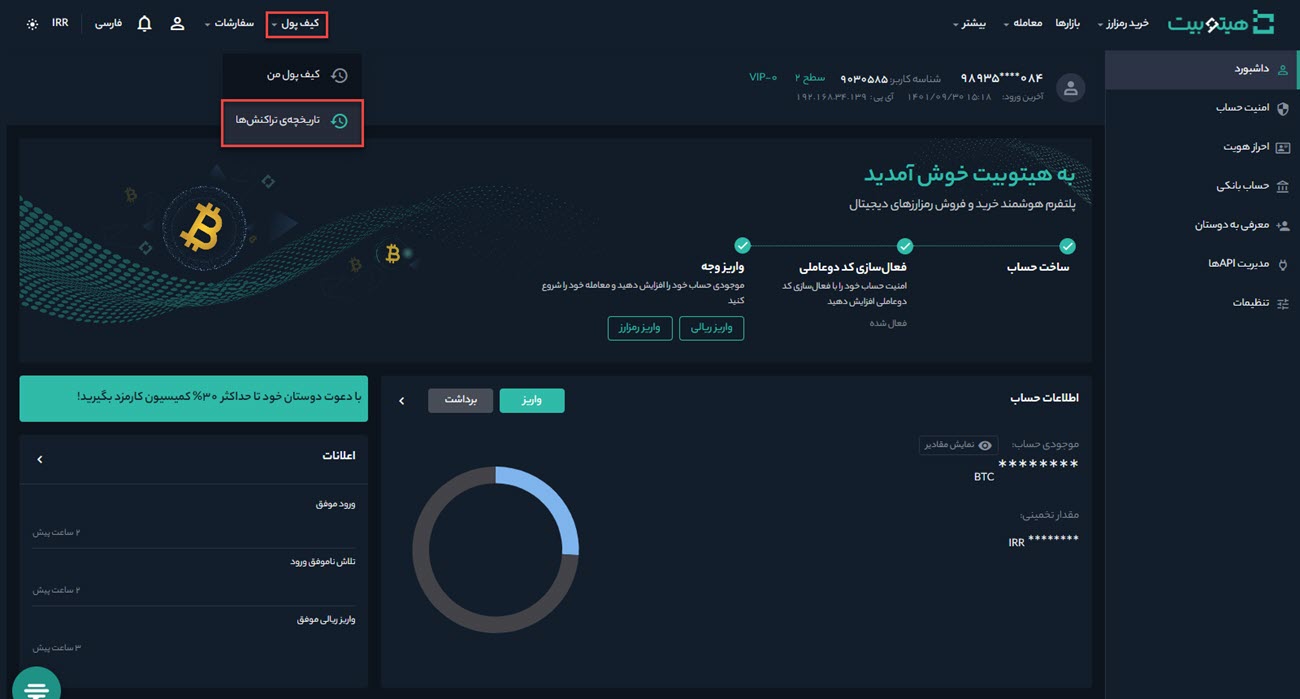 هیتوبیت
خرید رمزارز
بازارها
معامله
بیشتر
کیف پول
سفارشات
فارسی
IRR
کیف پول من
تاریخچه‌ی تراکنش‌ها
داشبورد
امنیت حساب
احراز هویت
حساب بانکی
معرفی به دوستان
مدیریت APIها
تنظیمات
۹۸۹۳۵****۰۸۴
شناسه کاربر: ۹۰۳۰۵۸۵
سطح ۲
VIP-۰
آخرین ورود: ۱۵:۱۸ ۱۴۰۱/۰۹/۳۰
آی پی: ۱۹۲.۱۶۸.۳۴.۱۳۹
به هیتوبیت خوش آمدید
پلتفرم هوشمند خرید و فروش رمزارزهای دیجیتال
ساخت حساب
فعال‌سازی کد دوعاملی
امنیت حساب خود را با فعال‌سازی کد
دوعاملی افزایش دهید
فعال شده
واریز وجه
موجودی حساب خود را افزایش دهید و معامله خود را شروع
کنید
واریز ریالی
واریز رمزارز
اطلاعات حساب
واریز
برداشت
موجودی حساب:
نمایش مقادیر
********
BTC
مقدار تخمینی:
******** IRR
با دعوت دوستان خود تا حداکثر ۳۰% کمیسیون کارمزد بگیرید!
اعلانات
ورود موفق
۲ ساعت پیش
تلاش ناموفق ورود
۲ ساعت پیش
واریز ریالی موفق
۳ ساعت پیش